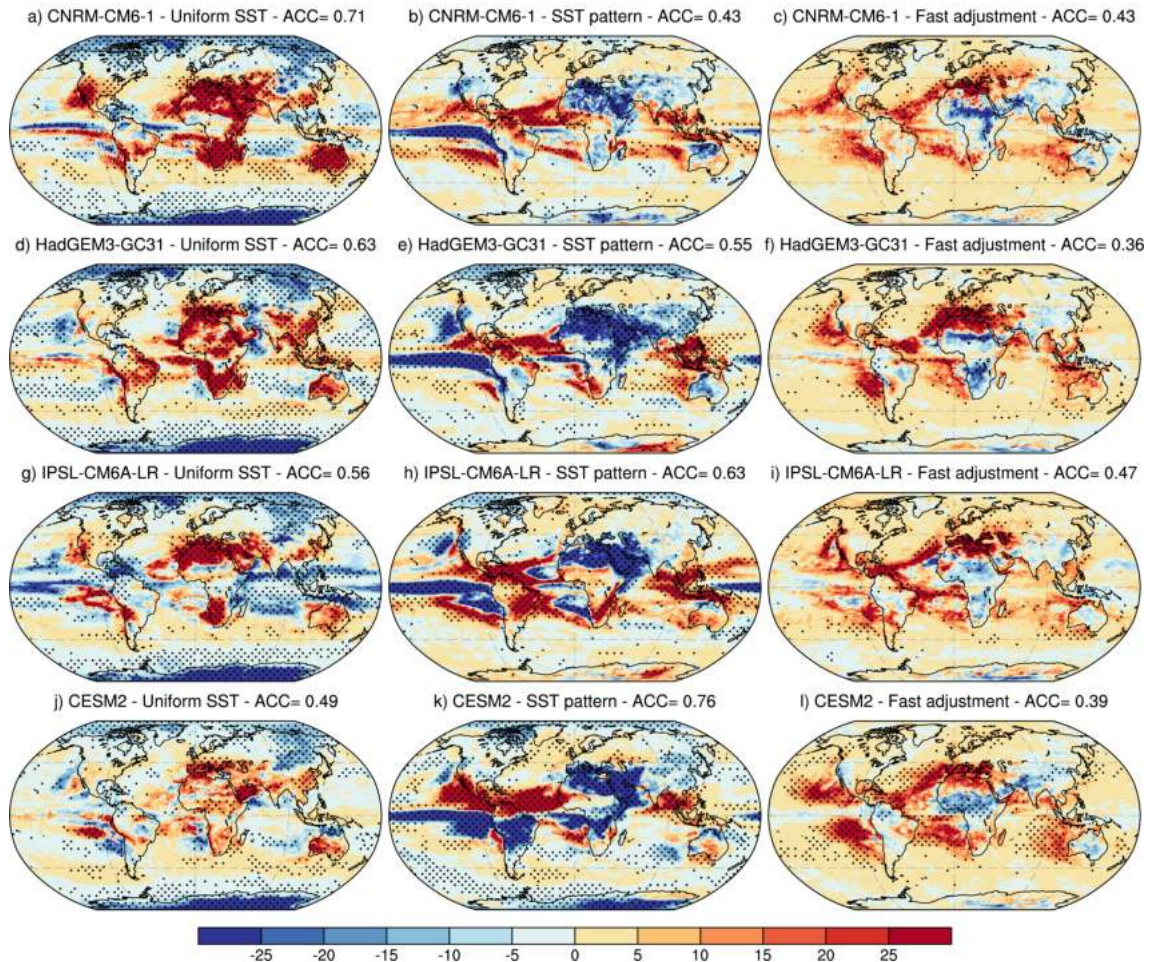 a) CNRM-CM6-1 - Uniform SST - ACC= 0.71
b) CNRM-CM6-1 - SST pattern - ACC= 0.43
c) CNRM-CM6-1 - Fast adjustment - ACC= 0.43
d) HadGEM3-GC31 - Uniform SST - ACC= 0.63
e) HadGEM3-GC31 - SST pattern - ACC= 0.55
f) HadGEM3-GC31 - Fast adjustment - ACC= 0.36
g) IPSL-CM6A-LR - Uniform SST - ACC= 0.56
h) IPSL-CM6A-LR - SST pattern - ACC= 0.63
i) IPSL-CM6A-LR - Fast adjustment - ACC= 0.47
j) CESM2 - Uniform SST - ACC= 0.49
k) CESM2 - SST pattern - ACC= 0.76
l) CESM2 - Fast adjustment - ACC= 0.39
-25 -20 -15 -10 -5 0 5 10 15 20 25